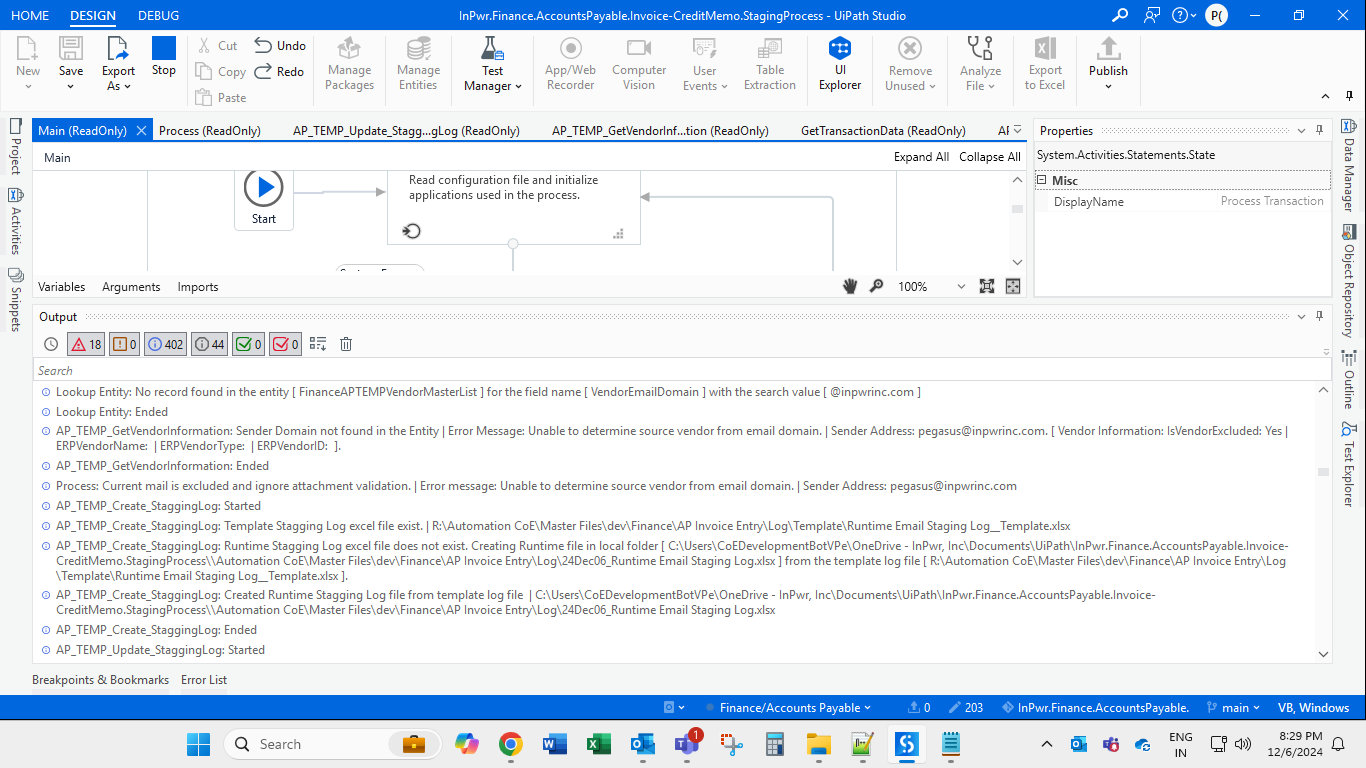 HOME DESIGN DEBUG
InPwr.Finance.AccountsPayable.Invoice-CreditMemo.StagingProcess - UiPath Studio
P(
New
Save
Export As
Stop
Cut
Copy
Paste
Undo
Redo
Manage Packages
Manage Entities
Test Manager
App/Web Recorder
Computer Vision
User Events
Table Extraction
UI Explorer
Remove Unused
Analyze File
Export to Excel
Publish
Main (ReadOnly)
Process (ReadOnly)
AP_TEMP_Update_Stagg...gLog (ReadOnly)
AP_TEMP_GetVendorInf...tion (ReadOnly)
GetTransactionData (ReadOnly)
Main
Expand All Collapse All
Start
Read configuration file and initialize
applications used in the process.
Variables Arguments Imports
100%
Project
Activities
Snippets
Properties
System.Activities.Statements.State
Misc
DisplayName Process Transaction
Data Manager
Object Repository
Outline
Test Explorer
Output
18 0 402 44 0 0
Search
Lookup Entity: No record found in the entity [ FinanceAPTEMPVendorMasterList ] for the field name [ VendorEmailDomain ] with the search value [ @inpwrinc.com ]
Lookup Entity: Ended
AP_TEMP_GetVendorInformation: Sender Domain not found in the Entity | Error Message: Unable to determine source vendor from email domain. | Sender Address: pegasus@inpwrinc.com. [ Vendor Information: IsVendorExcluded: Yes |
ERPVendorName: | ERPVendorType: | ERPVendorID: ].
AP_TEMP_GetVendorInformation: Ended
Process: Current mail is excluded and ignore attachment validation. | Error message: Unable to determine source vendor from email domain. | Sender Address: pegasus@inpwrinc.com
AP_TEMP_Create_StaggingLog: Started
AP_TEMP_Create_StaggingLog: Template Stagging Log excel file exist. | R:\Automation CoE\Master Files\dev\Finance\AP Invoice Entry\Log\Template\Runtime Email Staging Log__Template.xlsx
AP_TEMP_Create_StaggingLog: Runtime Stagging Log excel file does not exist. Creating Runtime file in local folder [ C:\Users\CoEDevelopmentBotVPe\OneDrive - InPwr, Inc\Documents\UiPath\InPwr.Finance.AccountsPayable.Invoice-
CreditMemo.StagingProcess\\Automation CoE\Master Files\dev\Finance\AP Invoice Entry\Log\24Dec06_Runtime Email Staging Log.xlsx ] from the template log file [ R:\Automation CoE\Master Files\dev\Finance\AP Invoice Entry\Log
\Template\Runtime Email Staging Log__Template.xlsx ].
AP_TEMP_Create_StaggingLog: Created Runtime Stagging Log file from template log file | C:\Users\CoEDevelopmentBotVPe\OneDrive - InPwr, Inc\Documents\UiPath\InPwr.Finance.AccountsPayable.Invoice-
CreditMemo.StagingProcess\\Automation CoE\Master Files\dev\Finance\AP Invoice Entry\Log\24Dec06_Runtime Email Staging Log.xlsx
AP_TEMP_Create_StaggingLog: Ended
AP_TEMP_Update_StaggingLog: Started
Breakpoints & Bookmarks Error List
Finance/Accounts Payable 0 203 InPwr.Finance.AccountsPayable. main VB, Windows
Search
1
ENG
IN
8:29 PM
12/6/2024